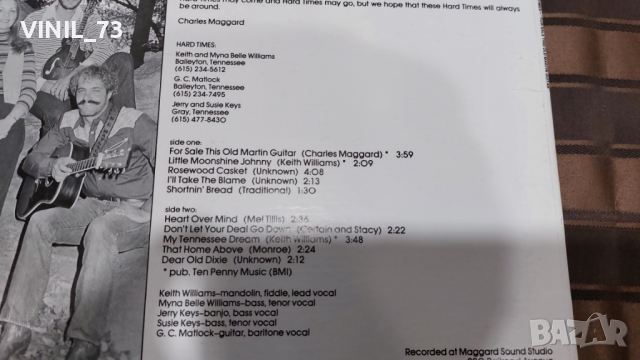 VINIL_73
Hard Times may come and Hard Times may go, but we hope that these Hard Times will always
be around.
Charles Maggard
HARD TIMES:
Keith and Myna Belle Williams
Baileyton, Tennessee
(615) 234-5612
G. C. Matlock
Baileyton, Tennessee
(615) 234-7495
Jerry and Susie Keys
Gray, Tennessee
(615) 477-8430
side one:
For Sale This Old Martin Guitar (Charles Maggard) * 3:59
Little Moonshine Johnny (Keith Williams) * 2:09
Rosewood Casket (Unknown) 4:08
I'll Take The Blame (Unknown) 2:13
Shortnin' Bread (Traditional) 1:30
side two:
Heart Over Mind (Mel Tillis) 2:36
Don't Let Your Deal Go Down (Certain and Stacy) 2:22
My Tennessee Dream (Keith Williams) * 3:48
That Home Above (Monroe) 2:24
Dear Old Dixie (Unknown) 2:12
* pub. Ten Penny Music (BMI)
Keith Williams-mandolin, fiddle, lead vocal
Myna Belle Williams-bass, tenor vocal
Jerry Keys-banjo, bass vocal
Susie Keys-bass, tenor vocal
G. C. Matlock-guitar, baritone vocal
Recorded at Maggard Sound Studio
BAZAR